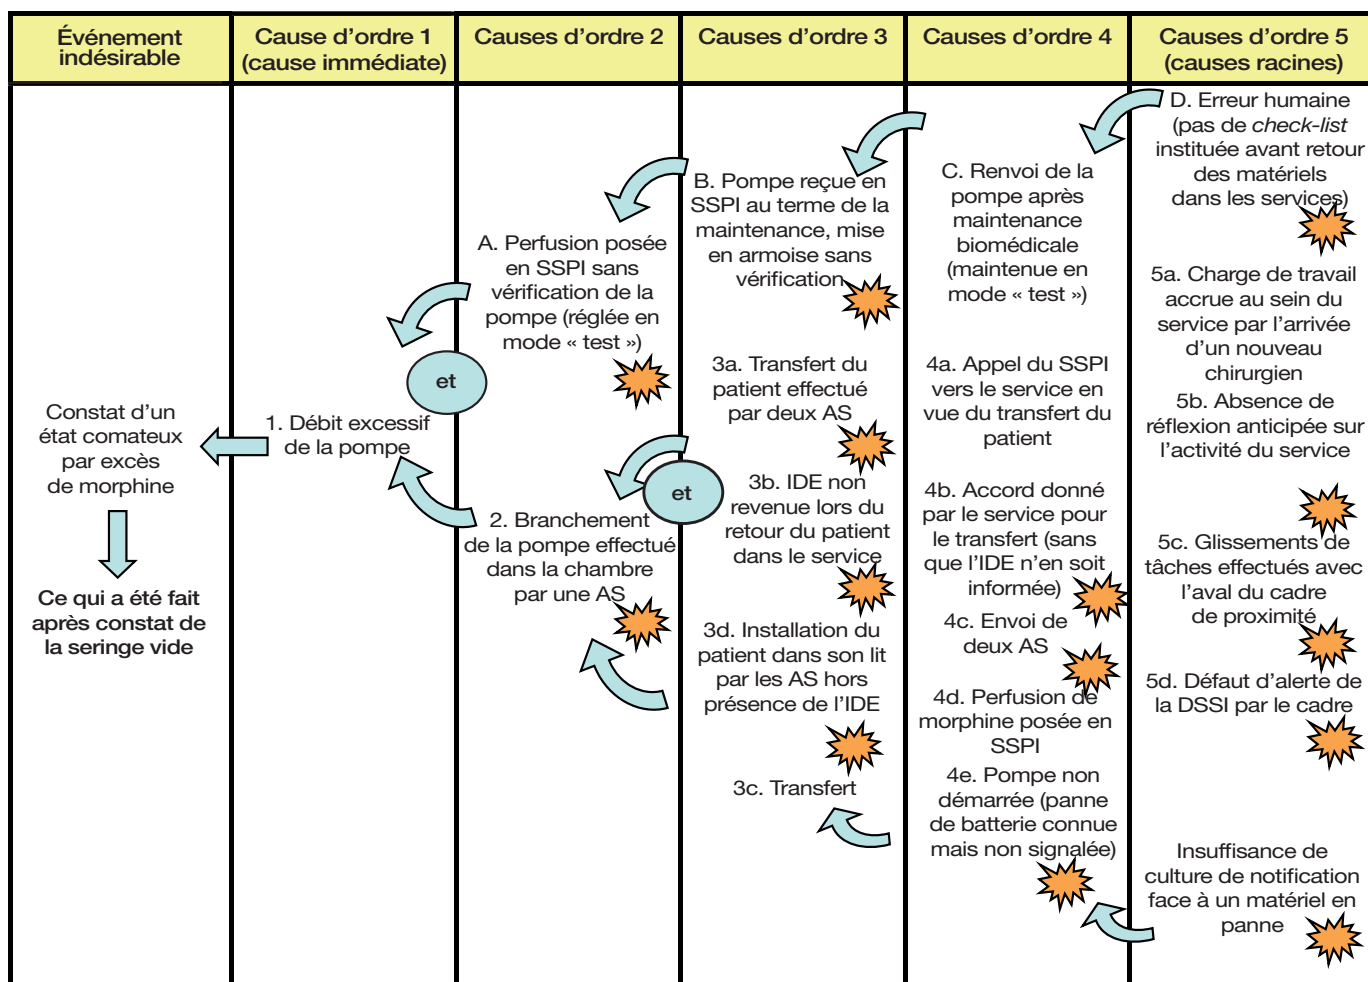 Événement
indésirable
Cause d'ordre 1
(cause immédiate)
Causes d'ordre 2
Causes d'ordre 3
Causes d'ordre 4
Causes d'ordre 5
(causes racines)
Constat d'un
état comateux
par excès
de morphine
Ce qui a été fait
après constat de
la seringe vide
1. Débit excessif
de la pompe
et
A. Perfusion posée
en SSPI sans
vérification de la
pompe (réglée en
mode « test »)
2. Branchement
de la pompe effectué
dans la chambre
par une AS
et
B. Pompe reçue en
SSPI au terme de la
maintenance, mise
en armoise sans
vérification
3a. Transfert du
patient effectué
par deux AS
3b. IDE non
revenue lors du
retour du patient
dans le service
3d. Installation du
patient dans son lit
par les AS hors
présence de l'IDE
3c. Transfert
C. Renvoi de la
pompe après
maintenance
biomédicale
(maintenue en
mode « test »)
4a. Appel du SSPI
vers le service en
vue du transfert du
patient
4b. Accord donné
par le service pour
le transfert (sans
que l'IDE n'en soit
informée)
4c. Envoi de
deux AS
4d. Perfusion de
morphine posée en
SSPI
4e. Pompe non
démarrée (panne
de batterie connue
mais non signalée)
D. Erreur humaine
(pas de check-list
instituée avant retour
des matériels
dans les services)
5a. Charge de travail
accrue au sein du
service par l'arrivée
d'un nouveau
chirurgien
5b. Absence de
réflexion anticipée sur
l'activité du service
5c. Glissements de
tâches effectués avec
l'aval du cadre
de proximité
5d. Défaut d'alerte de
la DSSI par le cadre
Insuffisance de
culture de notification
face à un matériel en
panne